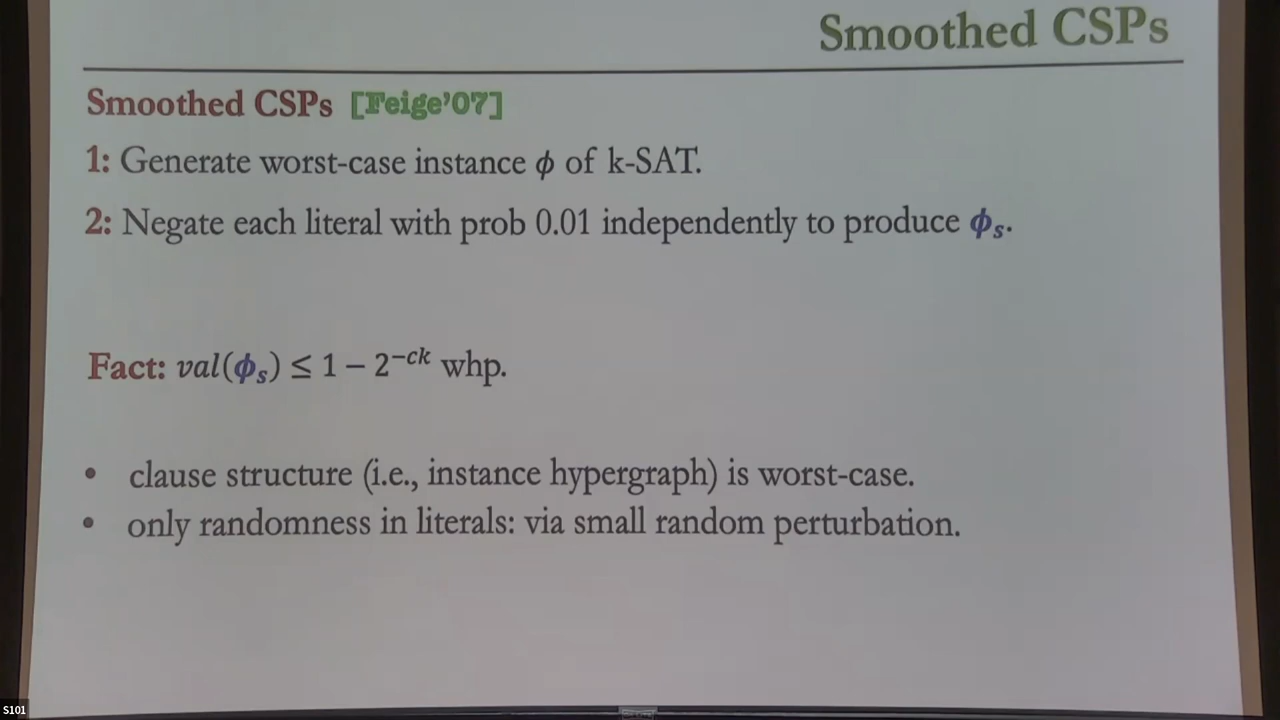 Smoothed CSPs
Smoothed CSPs [Feige'07]
1: Generate worst-case instance ϕ of k-SAT.
2: Negate each literal with prob 0.01 independently to produce ϕₛ.
Fact: val(ϕₛ) ≤ 1 − 2^{−ck} whp.
• clause structure (i.e., instance hypergraph) is worst-case.
• only randomness in literals: via small random perturbation.
S101